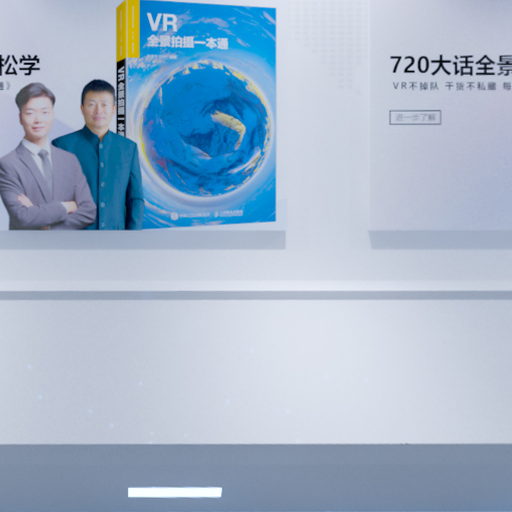 松学
通》
VR
全景拍摄一本通
VR全景拍摄一本通
720大话全景
VR不掉队 干货不私藏 每
进一步了解